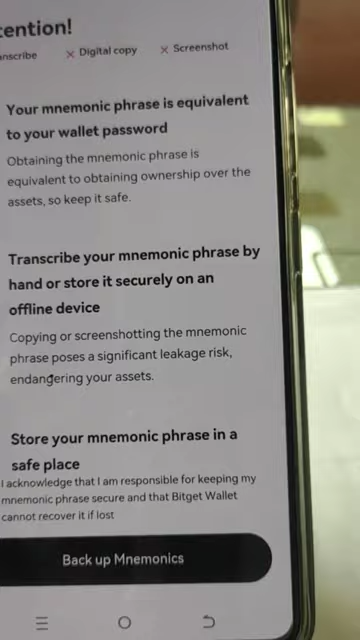 tention!
anscribe × Digital copy × Screenshot
Your mnemonic phrase is equivalent
to your wallet password
Obtaining the mnemonic phrase is
equivalent to obtaining ownership over the
assets, so keep it safe.
Transcribe your mnemonic phrase by
hand or store it securely on an
offline device
Copying or screenshotting the mnemonic
phrase poses a significant leakage risk,
endangering your assets.
Store your mnemonic phrase in a
safe place
I acknowledge that I am responsible for keeping my
mnemonic phrase secure and that Bitget Wallet
cannot recover it if lost
Back up Mnemonics